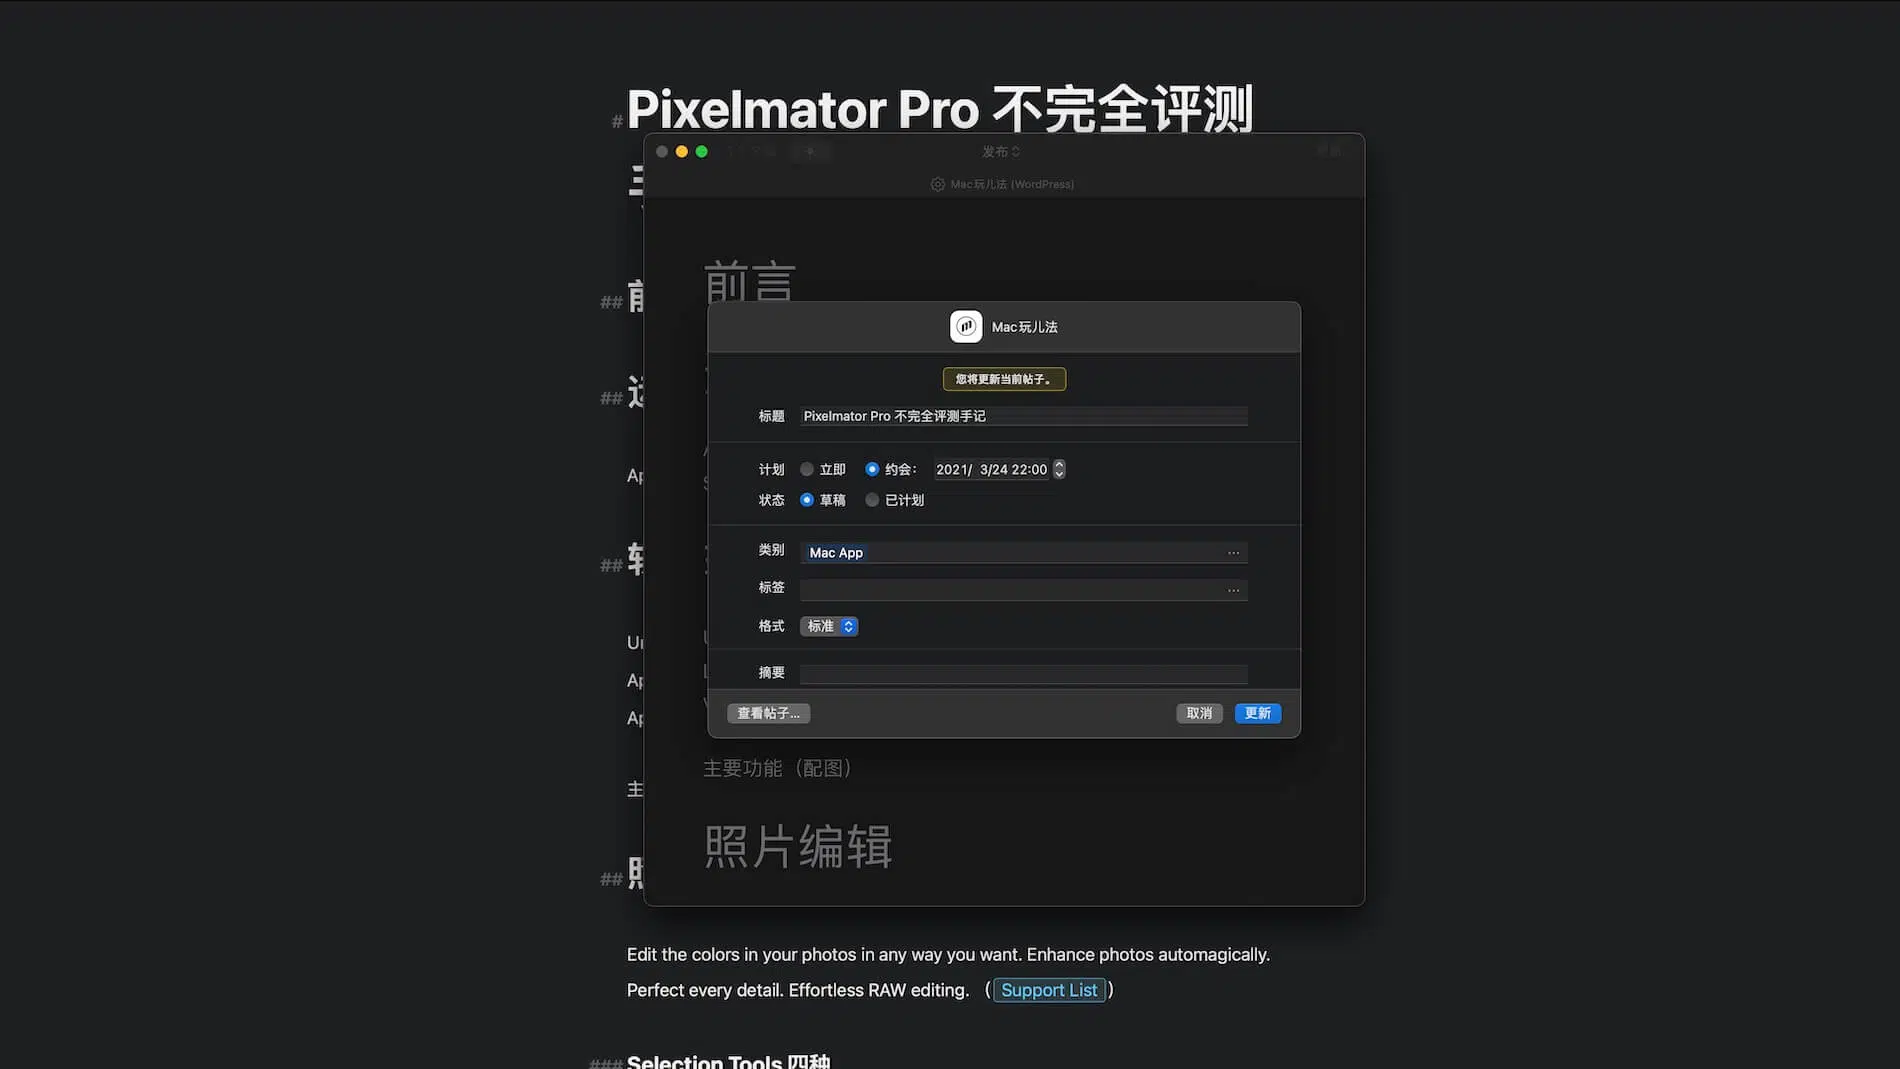 # Pixelmator Pro 不完全评测
发布
Mac玩儿法 (WordPress)
前言
##
Mac玩儿法
您将更新当前帖子。
标题 Pixelmator Pro 不完全评测手记
##
计划 立即 约会: 2021/ 3/24 22:00
状态 草稿 已计划
类别 Mac App ...
##
标签 ...
格式 标准
摘要
查看帖子... 取消 更新
主要功能（配图）
照片编辑
##
Edit the colors in your photos in any way you want. Enhance photos automagically.
Perfect every detail. Effortless RAW editing. （Support List）
### Selection Tools 四种